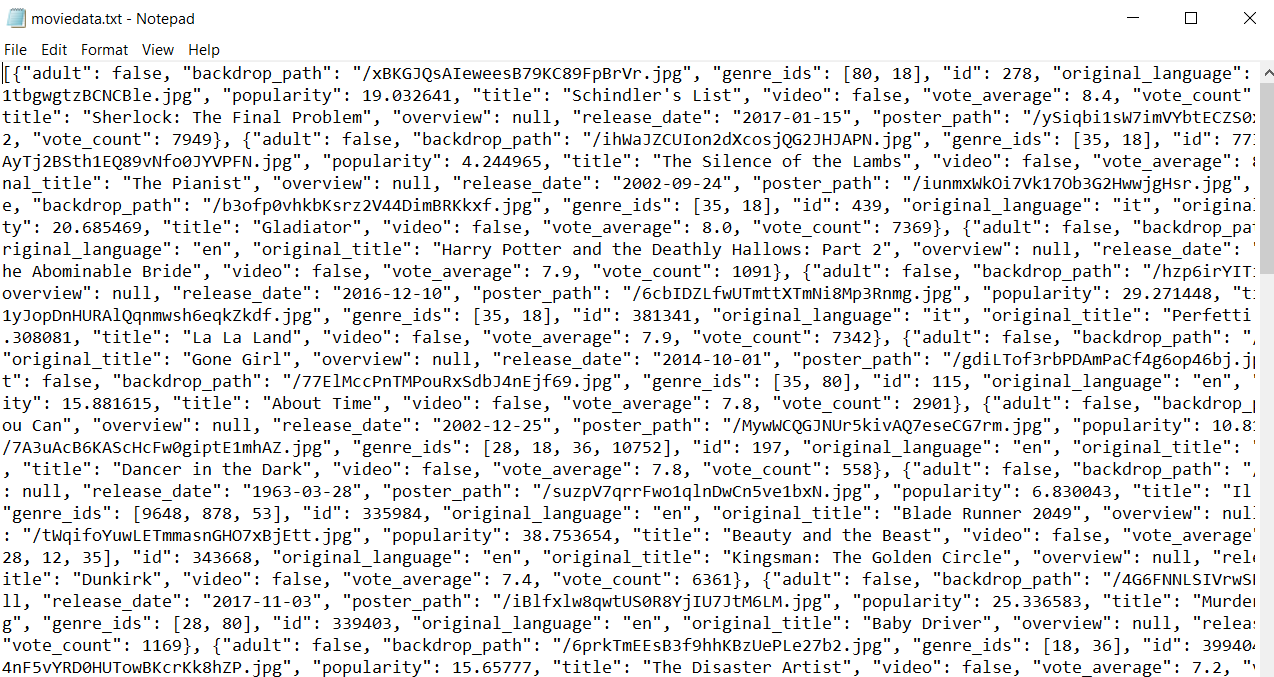 moviedata.txt - Notepad
File Edit Format View Help
[{"adult": false, "backdrop_path": "/xBKGJQsAIeweesB79KC89FpBrVr.jpg", "genre_ids": [80, 18], "id": 278, "original_language":
1tbgwgtzBCNCBle.jpg", "popularity": 19.032641, "title": "Schindler's List", "video": false, "vote_average": 8.4, "vote_count"
title": "Sherlock: The Final Problem", "overview": null, "release_date": "2017-01-15", "poster_path": "/ySiqbi1sW7imVYbtECZS0
2, "vote_count": 7949}, {"adult": false, "backdrop_path": "/ihWaJZCUIon2dXcosjQG2JHJAPN.jpg", "genre_ids": [35, 18], "id": 77
AyTj2BSth1EQ89vNfo0JYVPFN.jpg", "popularity": 4.244965, "title": "The Silence of the Lambs", "video": false, "vote_average":
nal_title": "The Pianist", "overview": null, "release_date": "2002-09-24", "poster_path": "/iunmxWkOi7Vk17Ob3G2HwwjgHsr.jpg",
e, "backdrop_path": "/b3ofp0vhkbKsrz2V44DimBRKkxf.jpg", "genre_ids": [35, 18], "id": 439, "original_language": "it", "origina
ty": 20.685469, "title": "Gladiator", "video": false, "vote_average": 8.0, "vote_count": 7369}, {"adult": false, "backdrop_pa
riginal_language": "en", "original_title": "Harry Potter and the Deathly Hallows: Part 2", "overview": null, "release_date": "
he Abominable Bride", "video": false, "vote_average": 7.9, "vote_count": 1091}, {"adult": false, "backdrop_path": "/hzp6irYIT
overview": null, "release_date": "2016-12-10", "poster_path": "/6cbIDZLfwUTmttXTmNi8Mp3Rnmg.jpg", "popularity": 29.271448, "t
1yJopDnHURAlQqnmwsh6eqkZkdf.jpg", "genre_ids": [35, 18], "id": 381341, "original_language": "it", "original_title": "Perfetti
.308081, "title": "La La Land", "video": false, "vote_average": 7.9, "vote_count": 7342}, {"adult": false, "backdrop_path": "/
"original_title": "Gone Girl", "overview": null, "release_date": "2014-10-01", "poster_path": "/gdiLTof3rbPDAmPaCf4g6op46bj.j
t": false, "backdrop_path": "/77ElMccPnTMPouRxSdbJ4nEjf69.jpg", "genre_ids": [35, 80], "id": 115, "original_language": "en", "
ity": 15.881615, "title": "About Time", "video": false, "vote_average": 7.8, "vote_count": 2901}, {"adult": false, "backdrop_
ou Can", "overview": null, "release_date": "2002-12-25", "poster_path": "/MywWCQGJNUr5kivAQ7eseCG7rm.jpg", "popularity": 10.8
/7A3uAcB6KAScHcFw0giptE1mhAZ.jpg", "genre_ids": [28, 18, 36, 10752], "id": 197, "original_language": "en", "original_title": "
, "title": "Dancer in the Dark", "video": false, "vote_average": 7.8, "vote_count": 558}, {"adult": false, "backdrop_path": "/
: null, "release_date": "1963-03-28", "poster_path": "/suzpV7qrrFwo1qlnDwCn5ve1bxN.jpg", "popularity": 6.830043, "title": "Il
"genre_ids": [9648, 878, 53], "id": 335984, "original_language": "en", "original_title": "Blade Runner 2049", "overview": nul
: "/tWqifoYuwLETmmasnGHO7xBjEtt.jpg", "popularity": 38.753654, "title": "Beauty and the Beast", "video": false, "vote_average"
28, 12, 35], "id": 343668, "original_language": "en", "original_title": "Kingsman: The Golden Circle", "overview": null, "rel
itle": "Dunkirk", "video": false, "vote_average": 7.4, "vote_count": 6361}, {"adult": false, "backdrop_path": "/4G6FNNLSIVrwS
ll, "release_date": "2017-11-03", "poster_path": "/iBlfxlw8qwtUS0R8YjIU7JtM6LM.jpg", "popularity": 25.336583, "title": "Murde
g", "genre_ids": [28, 80], "id": 339403, "original_language": "en", "original_title": "Baby Driver", "overview": null, "relea
"vote_count": 1169}, {"adult": false, "backdrop_path": "/6prkTmEEsB3f9hhKBzUePLe27b2.jpg", "genre_ids": [18, 36], "id": 39940
4nF5vYRD0HUTowBKcrKk8hZP.jpg", "popularity": 15.65777, "title": "The Disaster Artist", "video": false, "vote_average": 7.2, "